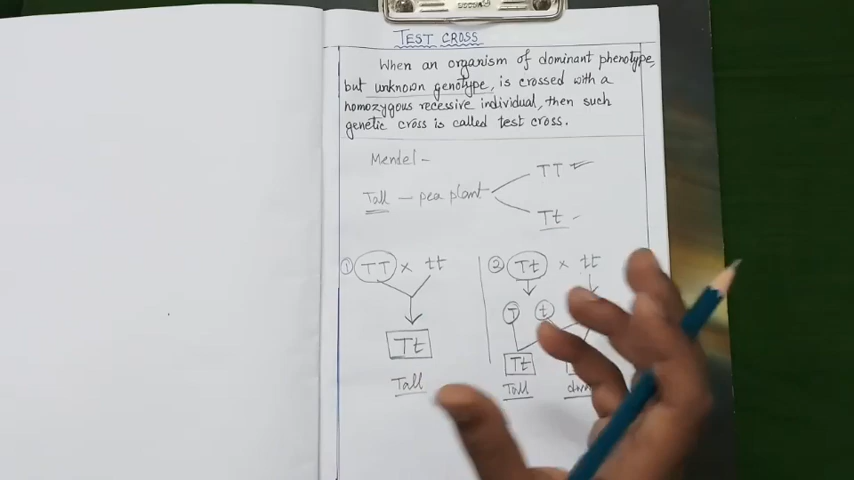 TEST CROSS
When an organism of dominant phenotype,
but unknown genotype, is crossed with a
homozygous recessive individual, then such
genetic cross is called test cross.
Mendel –
TT
Tall — pea plant
Tt
① TT × tt
② Tt × tt
T t
Tt
Tt
Tall
Tall